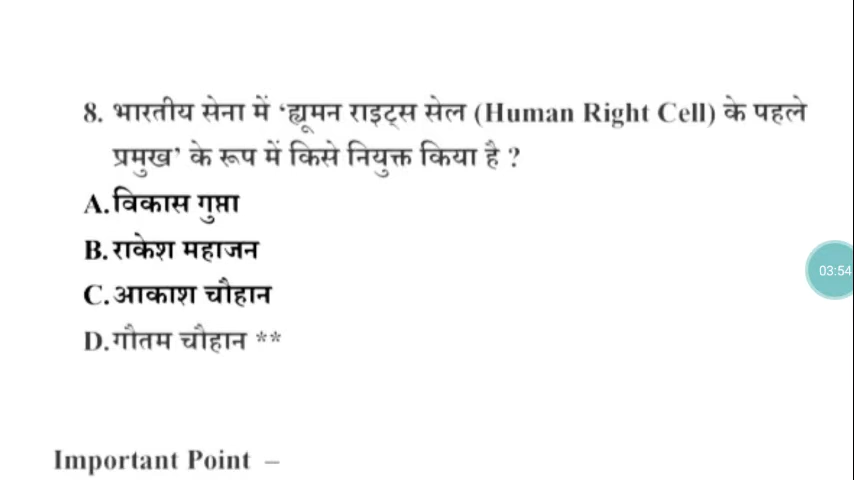 8. भारतीय सेना में ‘ह्यूमन राइट्स सेल (Human Right Cell) के पहले
प्रमुख’ के रूप में किसे नियुक्त किया है ?
A.विकास गुप्ता
B.राकेश महाजन
C.आकाश चौहान
D.गौतम चौहान **
03:54
Important Point –